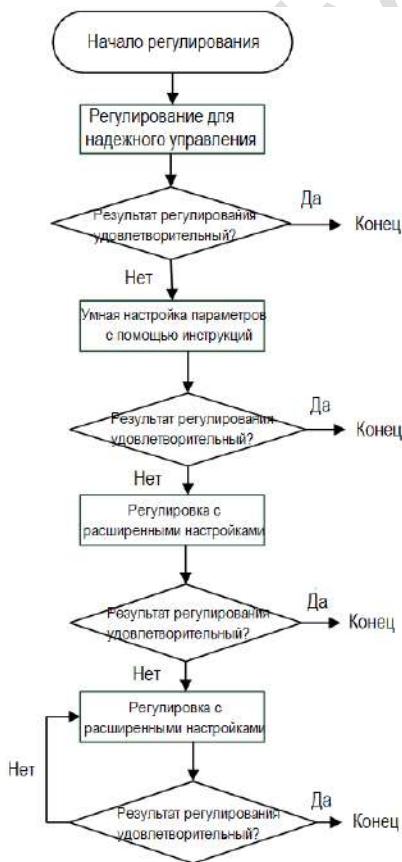 Начало регулирования
Регулирование для
надежного управления
Результат регулирования
удовлетворительный?
Да
Конец
Нет
Умная настройка параметров
с помощью инструкций
Результат регулирования
удовлетворительный?
Да
Конец
Нет
Регулировка с
расширенными настройками
Результат регулирования
удовлетворительный?
Да
Конец
Нет
Регулировка с
расширенными настройками
Нет
Результат регулирования
удовлетворительный?
Да
Конец